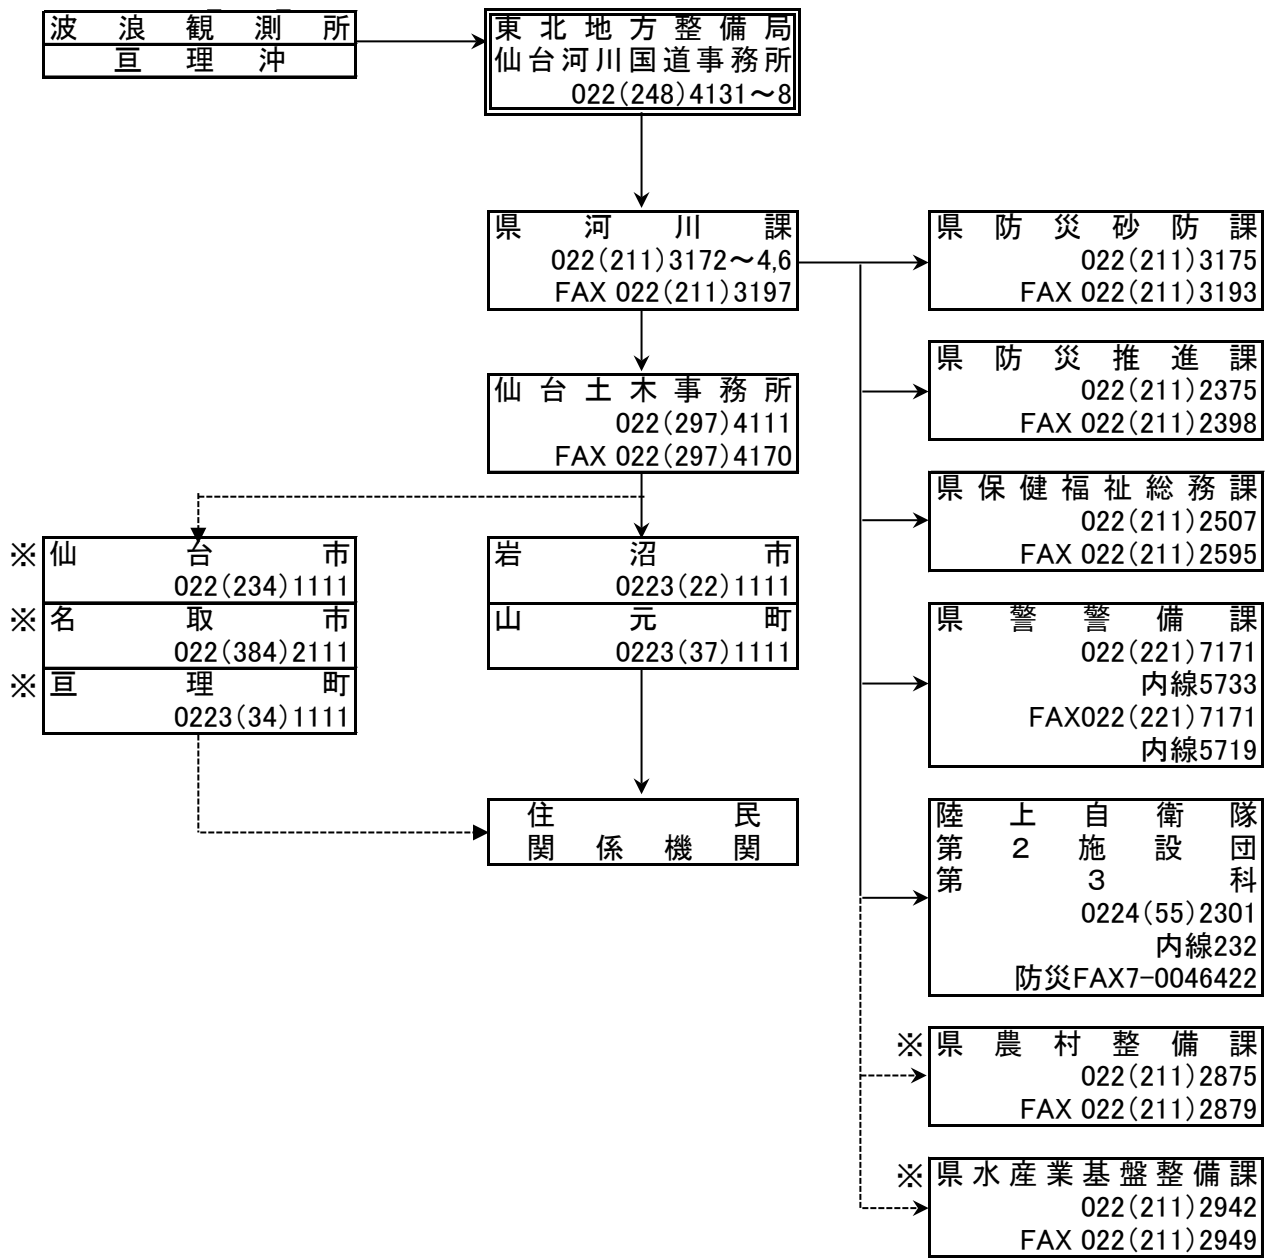 波浪観測所
亘理沖
東北地方整備局
仙台河川国道事務所
022(248)4131～8
県河川課
022(211)3172～4,6
FAX 022(211)3197
仙台土木事務所
022(297)4111
FAX 022(297)4170
※仙台市
022(234)1111
※名取市
022(384)2111
※亘理町
0223(34)1111
岩沼市
0223(22)1111
山元町
0223(37)1111
住民
関係機関
県防災砂防課
022(211)3175
FAX 022(211)3193
県防災推進課
022(211)2375
FAX 022(211)2398
県保健福祉総務課
022(211)2507
FAX 022(211)2595
県警警備課
022(221)7171
内線5733
FAX022(221)7171
内線5719
陸上自衛隊
第２施設団
第３科
0224(55)2301
内線232
防災FAX7-0046422
※県農村整備課
022(211)2875
FAX 022(211)2879
※県水産業基盤整備課
022(211)2942
FAX 022(211)2949